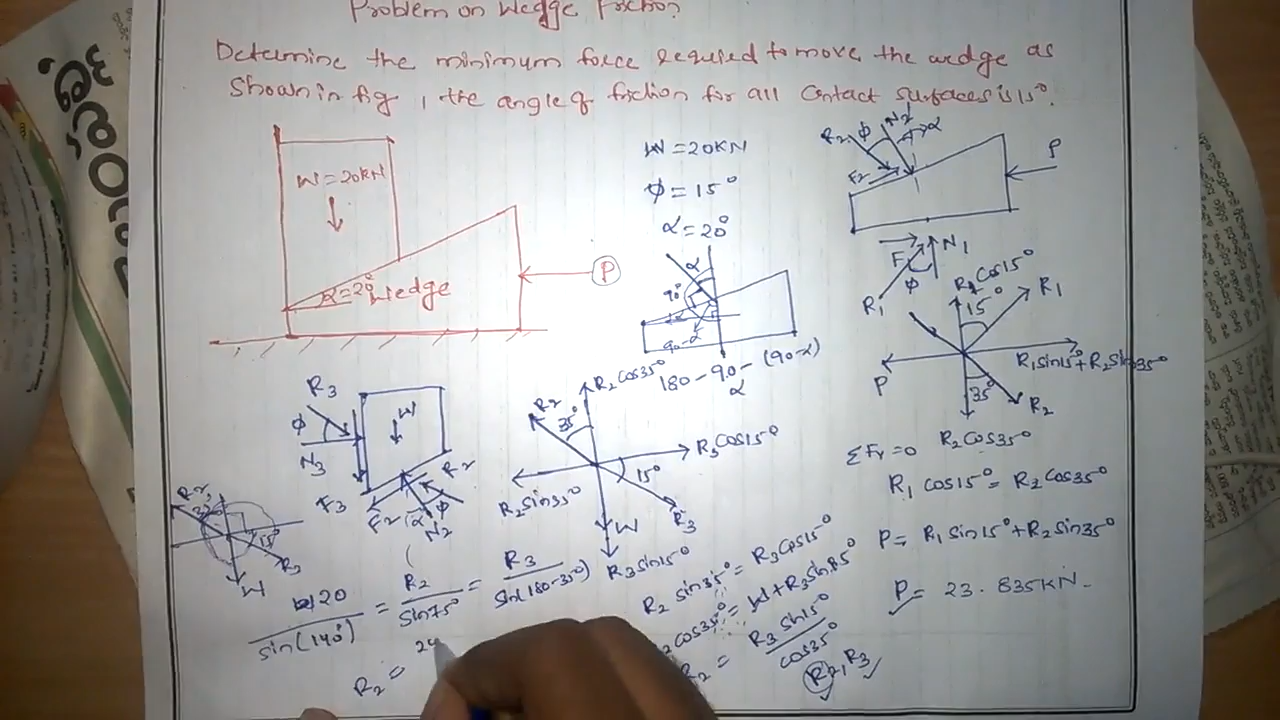 Problem on Wedge Friction
Determine the minimum force required to move the wedge as
Shown in fig , the angle of friction for all Contact surfaces is 15°.
W = 20KN
α = 20°
Wedge
P
W = 20KN
φ = 15°
α = 20°
α
90°
90-α
180 - 90 - (90-α)
α
R2 φ N2 α
F2
P
F N1
φ
R1
R1 Cos15°
15°
R1
P
R1 Sin15° + R2 Sin35°
35°
R2
R2 Cos35°
ΣFy = 0
R1 cos15° = R2 Cos35°
P = R1 Sin15° + R2 Sin35°
P = 23.835KN
R3
φ
N3
W
F3
F2 α N2 φ R2
R2 cos35°
R2 35°
R3 Cos15°
15°
R2 Sin35°
R3
W
R3 Sin15°
R2
15°
R3
W
20 / sin(140°) = R2 / Sin75° = R3 / Sin(180-35°)
R2 =
R2 sin35° = R3 Cos15°
cos35° = W + R3 Sin
= R3 Sin15° / cos35°
R2, R3